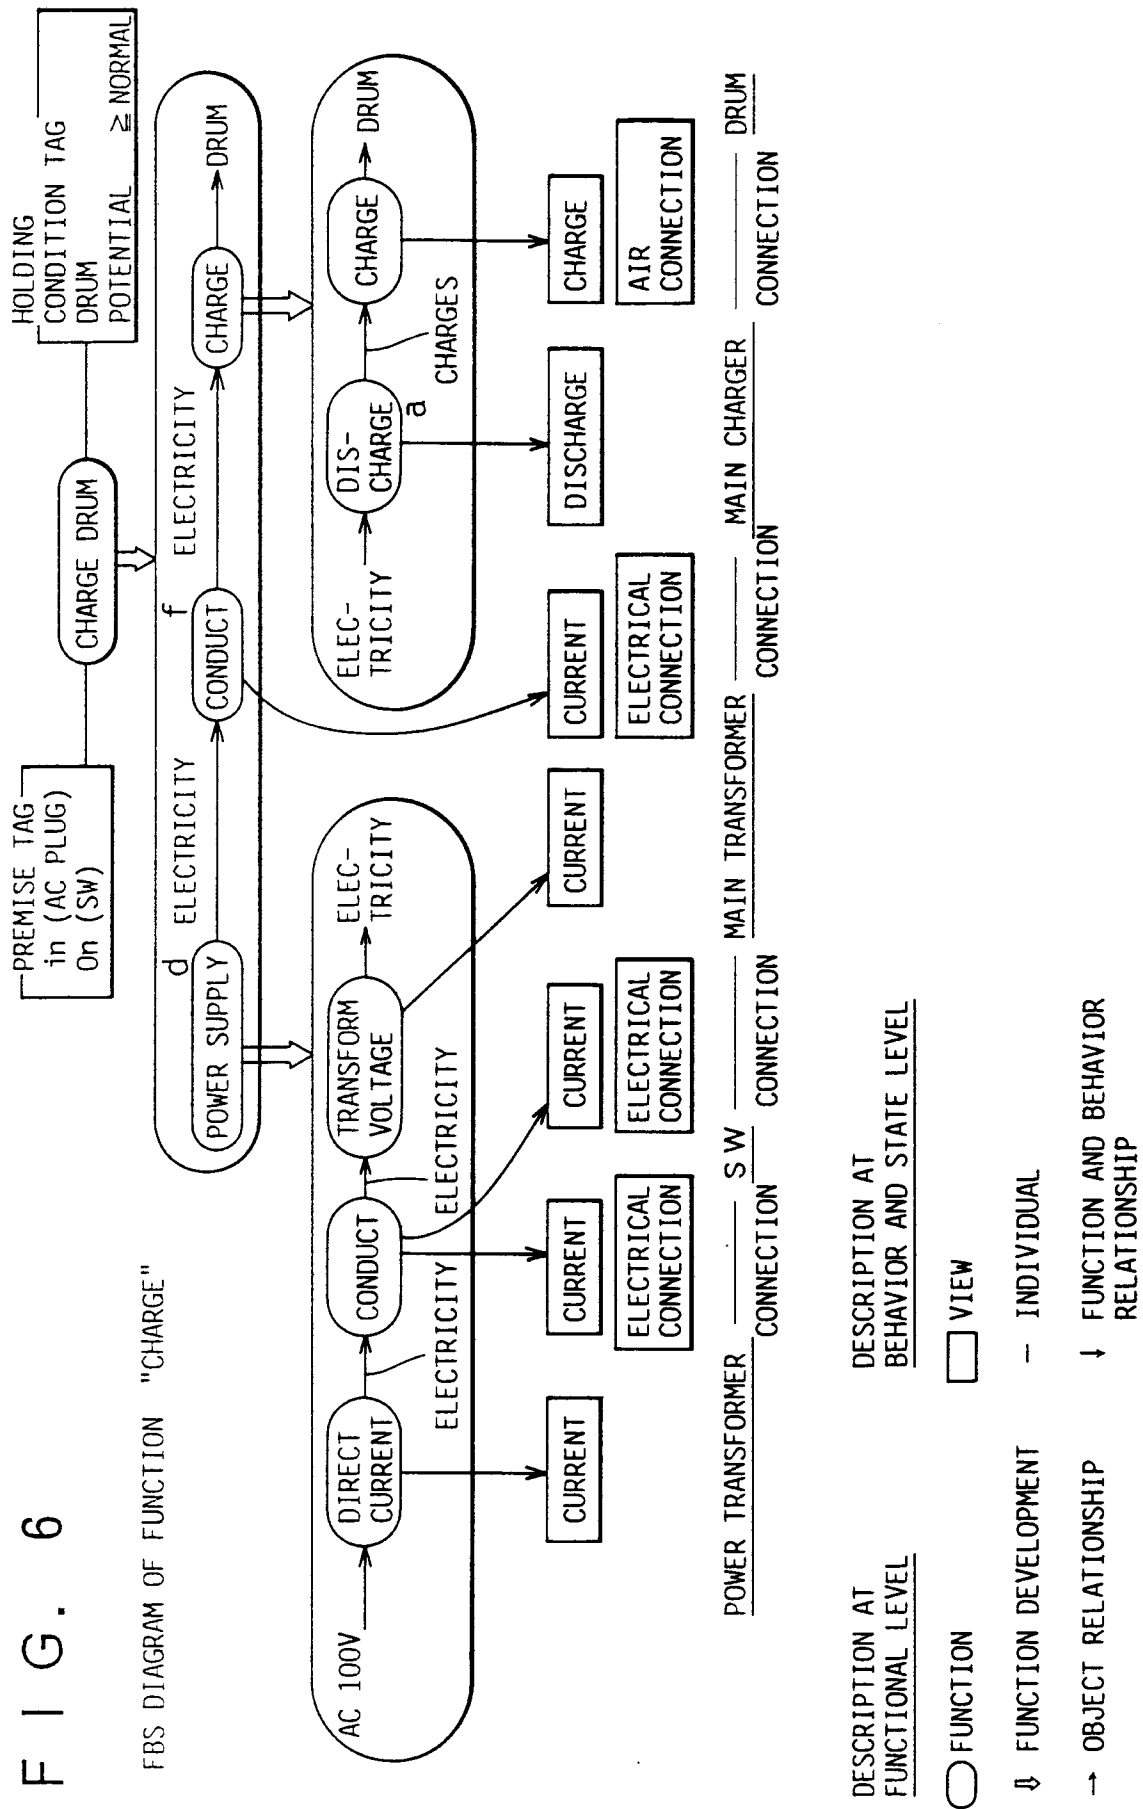 FIG. 6
FBS DIAGRAM OF FUNCTION "CHARGE"
PREMISE TAG
in (AC PLUG)
On (SW)
CHARGE DRUM
HOLDING
CONDITION TAG
DRUM
POTENTIAL ≥ NORMAL
d
POWER SUPPLY
ELECTRICITY
f
CONDUCT
ELECTRICITY
CHARGE
DRUM
AC 100V
DIRECT
CURRENT
ELECTRICITY
CONDUCT
ELECTRICITY
TRANSFORM
VOLTAGE
ELEC-
TRICITY
ELEC-
TRICITY
DIS-
CHARGE
a
CHARGES
CHARGE
DRUM
CURRENT
CURRENT
CURRENT
CURRENT
CURRENT
DISCHARGE
CHARGE
ELECTRICAL
CONNECTION
ELECTRICAL
CONNECTION
ELECTRICAL
CONNECTION
AIR
CONNECTION
POWER TRANSFORMER — SW — MAIN TRANSFORMER — MAIN CHARGER — DRUM
CONNECTION CONNECTION CONNECTION CONNECTION
DESCRIPTION AT
FUNCTIONAL LEVEL
FUNCTION
⇩ FUNCTION DEVELOPMENT
→ OBJECT RELATIONSHIP
DESCRIPTION AT
BEHAVIOR AND STATE LEVEL
VIEW
— INDIVIDUAL
↓ FUNCTION AND BEHAVIOR
RELATIONSHIP